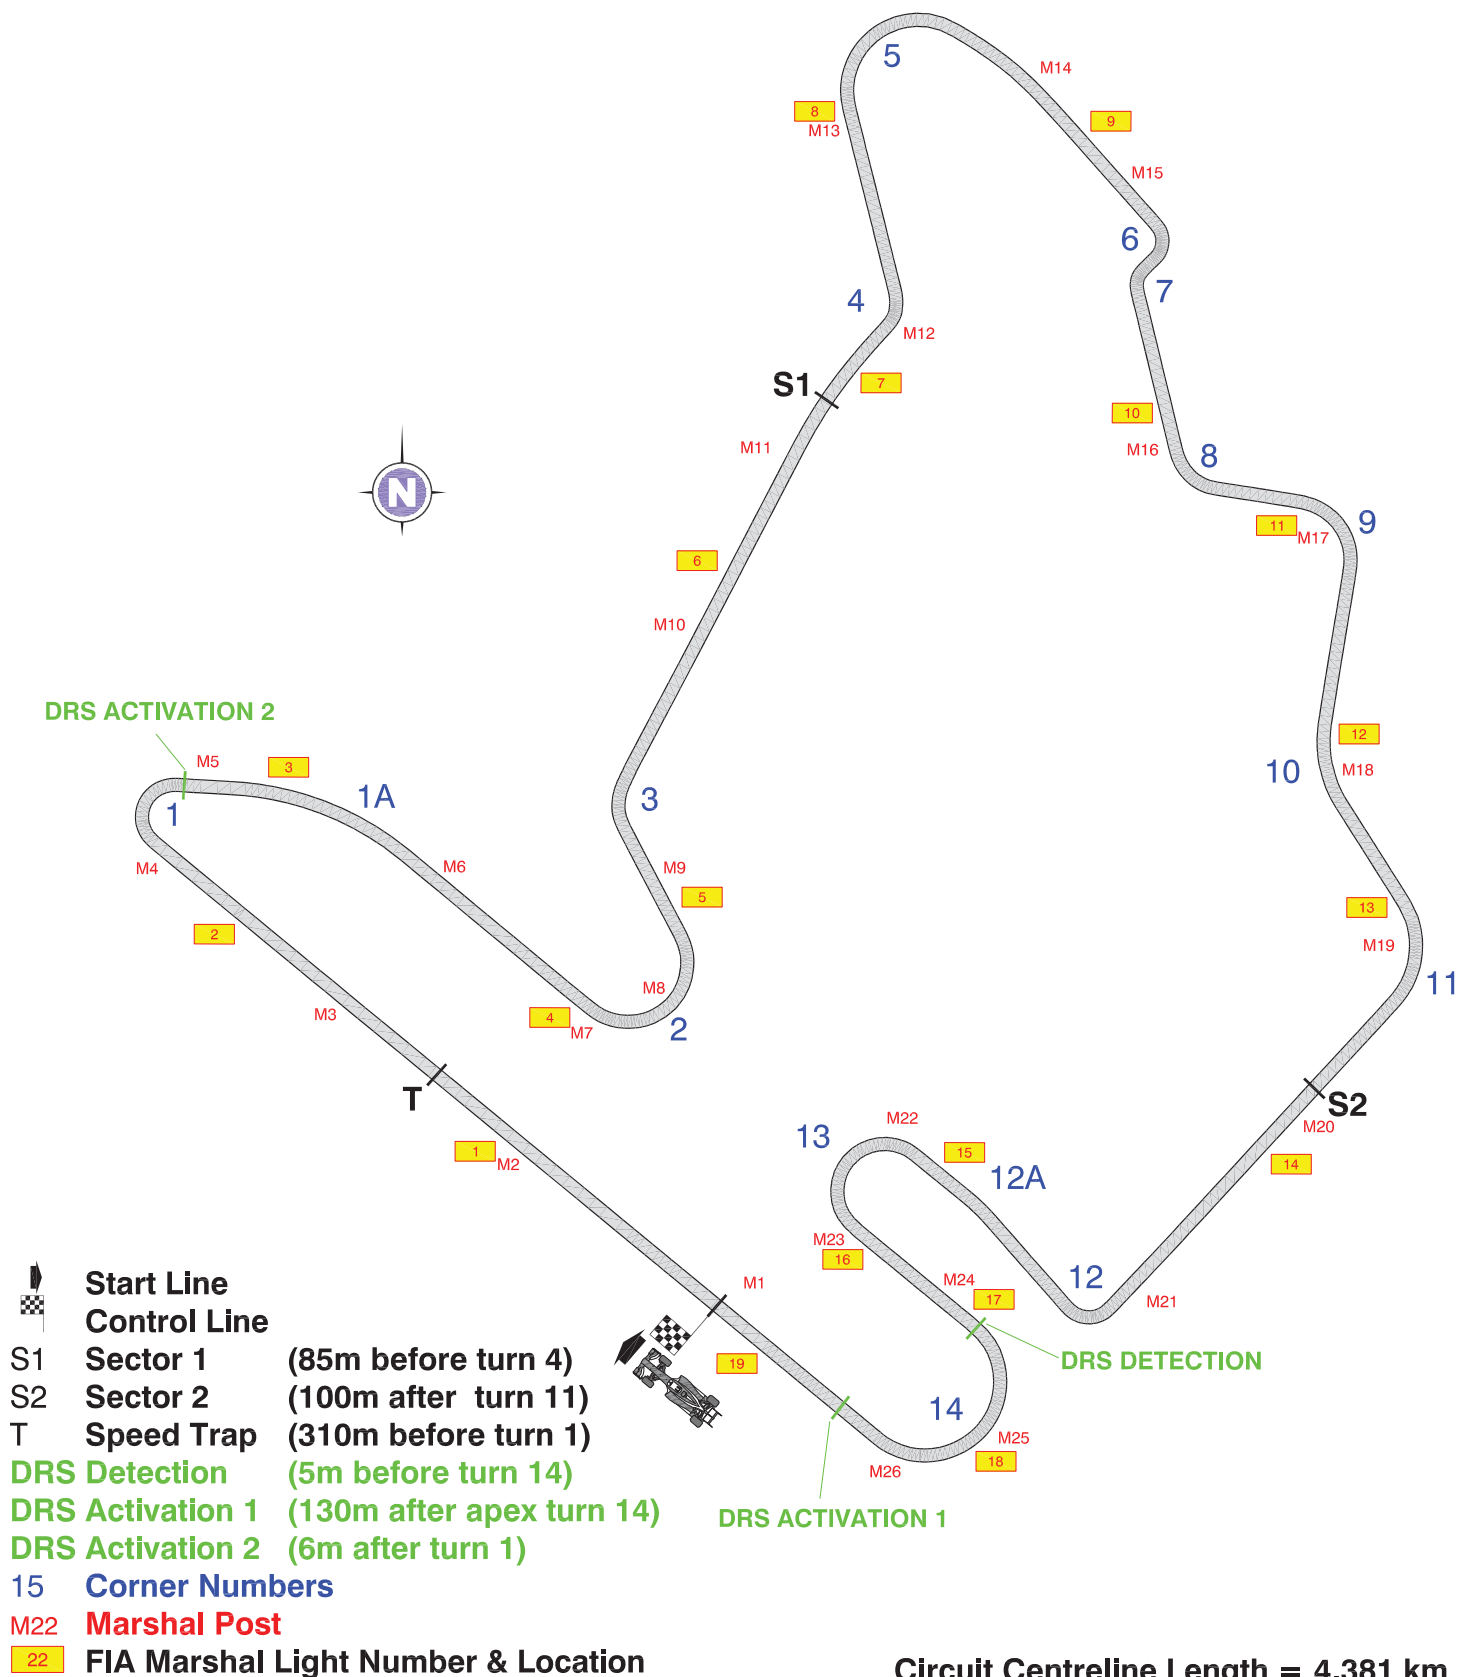 5
M14
8
9
M13
M15
6
7
4
M12
S1
7
10
M11
M16
8
N
9
11
M17
6
M10
DRS ACTIVATION 2
12
M5
3
10
M18
1A
3
1
M4
M6
M9
5
13
2
M19
11
M8
M3
4
M7
2
T
S2
M20
13
M22
1
M2
15
14
12A
M23
16
M24
12
M1
17
M21
Start Line
Control Line
19
DRS DETECTION
S1 Sector 1 (85m before turn 4)
S2 Sector 2 (100m after turn 11)
14
T Speed Trap (310m before turn 1)
M25
18
DRS Detection (5m before turn 14)
M26
DRS Activation 1 (130m after apex turn 14)
DRS ACTIVATION 1
DRS Activation 2 (6m after turn 1)
15 Corner Numbers
M22 Marshal Post
22 FIA Marshal Light Number & Location
Circuit Centreline Length = 4.381 km